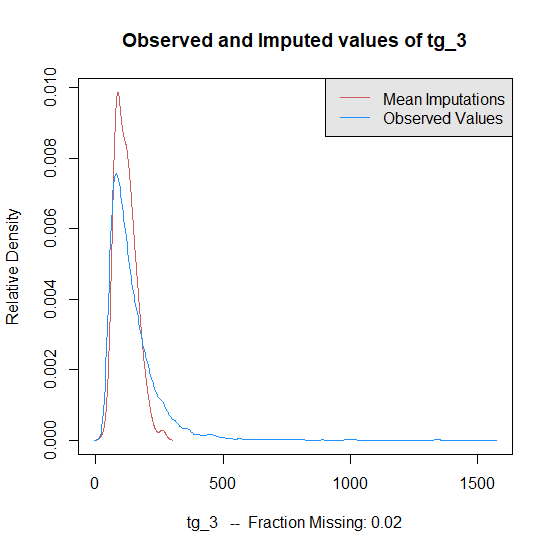 Observed and Imputed values of tg_3
Mean Imputations
Observed Values
Relative Density
0.010
0.008
0.006
0.004
0.002
0.000
0 500 1000 1500
tg_3 -- Fraction Missing: 0.02